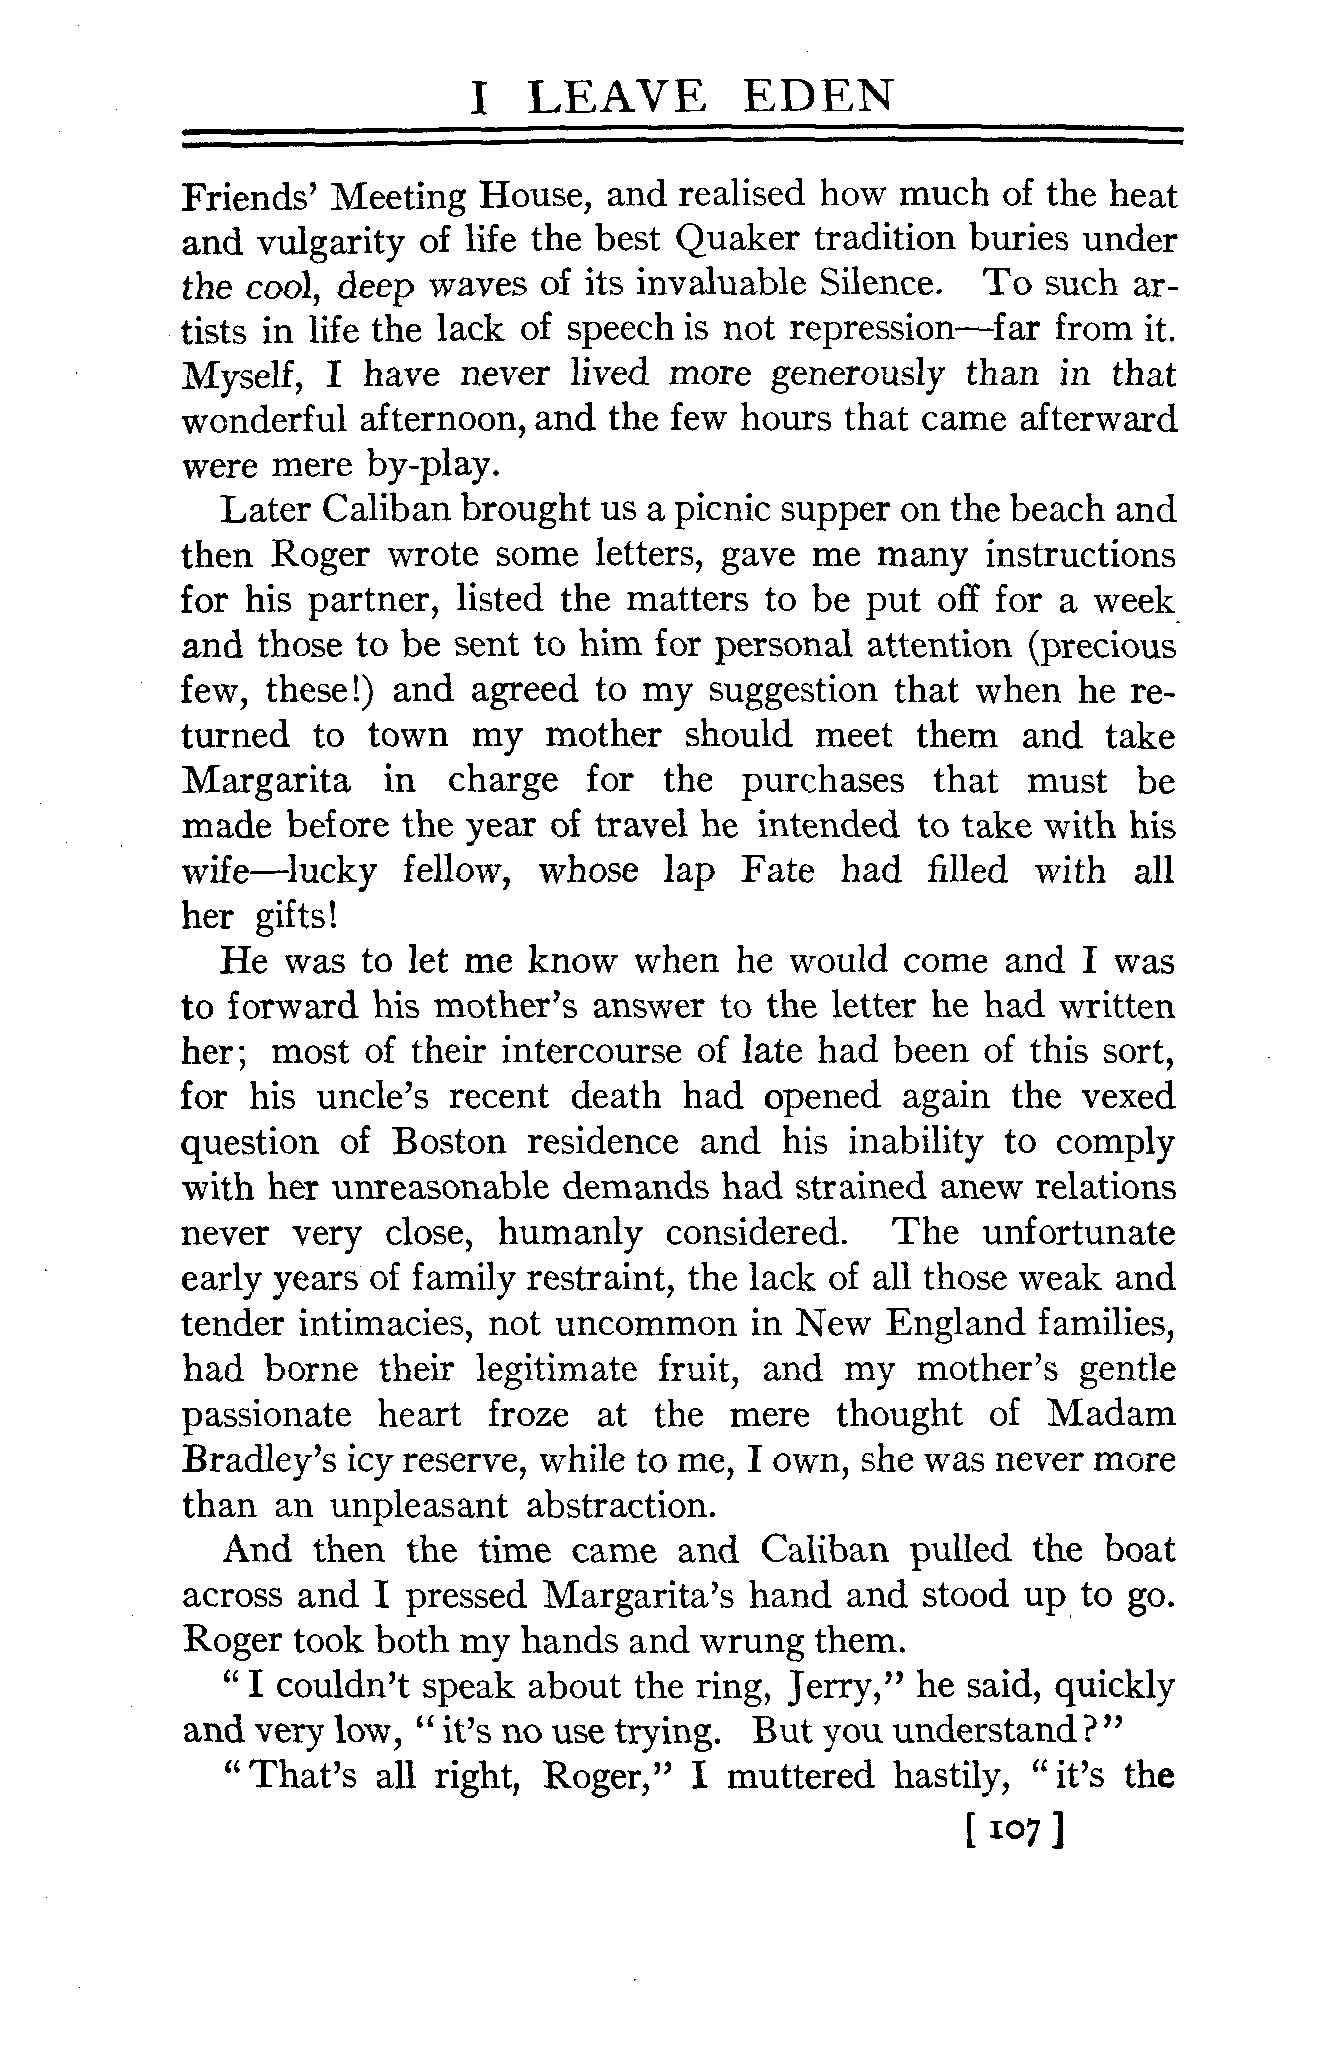 I LEAVE EDEN
Friends' Meeting House, and realised how much of the heat
and vulgarity of life the best Quaker tradition buries under
the cool, deep waves of its invaluable Silence. To such ar-
tists in life the lack of speech is not repression—far from it.
Myself, I have never lived more generously than in that
wonderful afternoon, and the few hours that came afterward
were mere by-play.
Later Caliban brought us a picnic supper on the beach and
then Roger wrote some letters, gave me many instructions
for his partner, listed the matters to be put off for a week
and those to be sent to him for personal attention (precious
few, these!) and agreed to my suggestion that when he re-
turned to town my mother should meet them and take
Margarita in charge for the purchases that must be
made before the year of travel he intended to take with his
wife—lucky fellow, whose lap Fate had filled with all
her gifts!
He was to let me know when he would come and I was
to forward his mother's answer to the letter he had written
her; most of their intercourse of late had been of this sort,
for his uncle's recent death had opened again the vexed
question of Boston residence and his inability to comply
with her unreasonable demands had strained anew relations
never very close, humanly considered. The unfortunate
early years of family restraint, the lack of all those weak and
tender intimacies, not uncommon in New England families,
had borne their legitimate fruit, and my mother's gentle
passionate heart froze at the mere thought of Madam
Bradley's icy reserve, while to me, I own, she was never more
than an unpleasant abstraction.
And then the time came and Caliban pulled the boat
across and I pressed Margarita's hand and stood up to go.
Roger took both my hands and wrung them.
"I couldn't speak about the ring, Jerry," he said, quickly
and very low, "it's no use trying. But you understand?"
"That's all right, Roger," I muttered hastily, "it's the
[ 107 ]